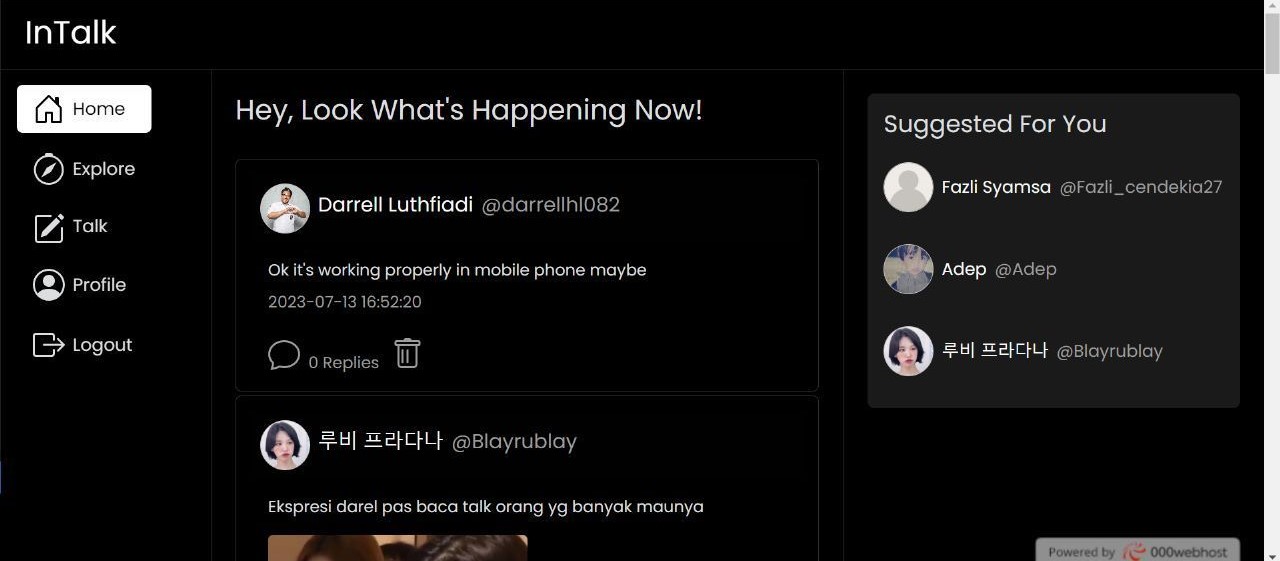 InTalk
Home
Explore
Talk
Profile
Logout
Hey, Look What's Happening Now!
Darrell Luthfiadi @darrellhl082
Ok it's working properly in mobile phone maybe
2023-07-13 16:52:20
0 Replies
루비 프라다나 @Blayrublay
Ekspresi darel pas baca talk orang yg banyak maunya
Suggested For You
Fazli Syamsa @Fazli_cendekia27
Adep @Adep
루비 프라다나 @Blayrublay
Powered by 000webhost